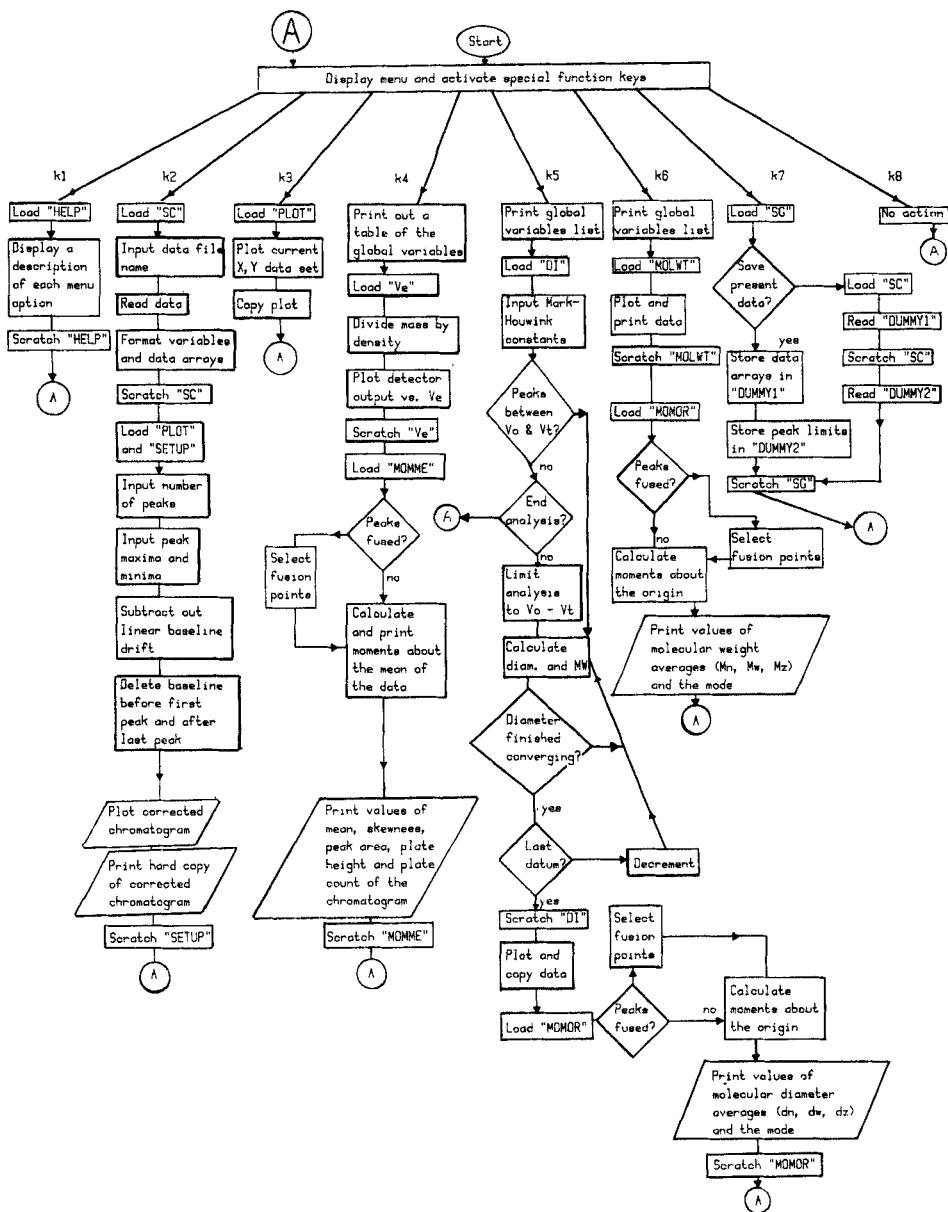 A
Start
Display menu and activate special function keys
k1
k2
k3
k4
k5
k6
k7
k8
Load "HELP"
Display a
description
of each menu
option
Scratch "HELP"
A
Load "SC"
Input data file
name
Read data
Format variables
and data arrays
Scratch "SC"
Load "PLOT"
and "SETUP"
Input number
of peaks
Input peak
maxima and
minima
Subtract out
linear baseline
drift
Delete baseline
before first
peak and after
last peak
Plot corrected
chromatogram
Print hard copy
of corrected
chromatogram
Scratch "SETUP"
A
Load "PLOT"
Plot current
X,Y data set
Copy plot
A
Print out a
table of the
global variables
Load "Ve"
Divide mass by
density
Plot detector
output vs. Ve
Scratch "Ve"
Load "MOMME"
Peaks
fused?
Select
fusion
points
no
Calculate
and print
moments about
the mean of
the data
Print values of
mean, skewness,
peak area, plate
height and plate
count of the
chromatogram
Scratch "MOMME"
A
Print global
variables list
Load "DI"
Input Mark-
Houwink
constants
Peaks
between
Vo & Vt?
no
End
analysis?
A
no
Limit
analysis
to Vo - Vt
Calculate
diam. and MW
Diameter
finished
converging?
yes
Last
datum?
Decrement
yes
Scratch "DI"
Plot and
copy data
Load "MOMOR"
Peaks
fused?
Select
fusion
points
no
Calculate
moments about
the origin
Print values of
molecular diameter
averages (dn, dw, dz)
and the mode
Scratch "MOMOR"
A
Print global
variables list
Load "MOLWT"
Plot and
print data
Scratch "MOLWT"
Load "MOMOR"
Peaks
fused?
Select
fusion points
no
Calculate
moments about
the origin
Print values of
molecular weight
averages (Mn, Mw, Mz)
and the mode
A
Load "SG"
Save
present
data?
yes
Store data
arrays in
"DUMMY1"
Store peak limits
in "DUMMY2"
Scratch "SG"
A
Load "SC"
Read "DUMMY1"
Scratch "SC"
Read "DUMMY2"
No action
A